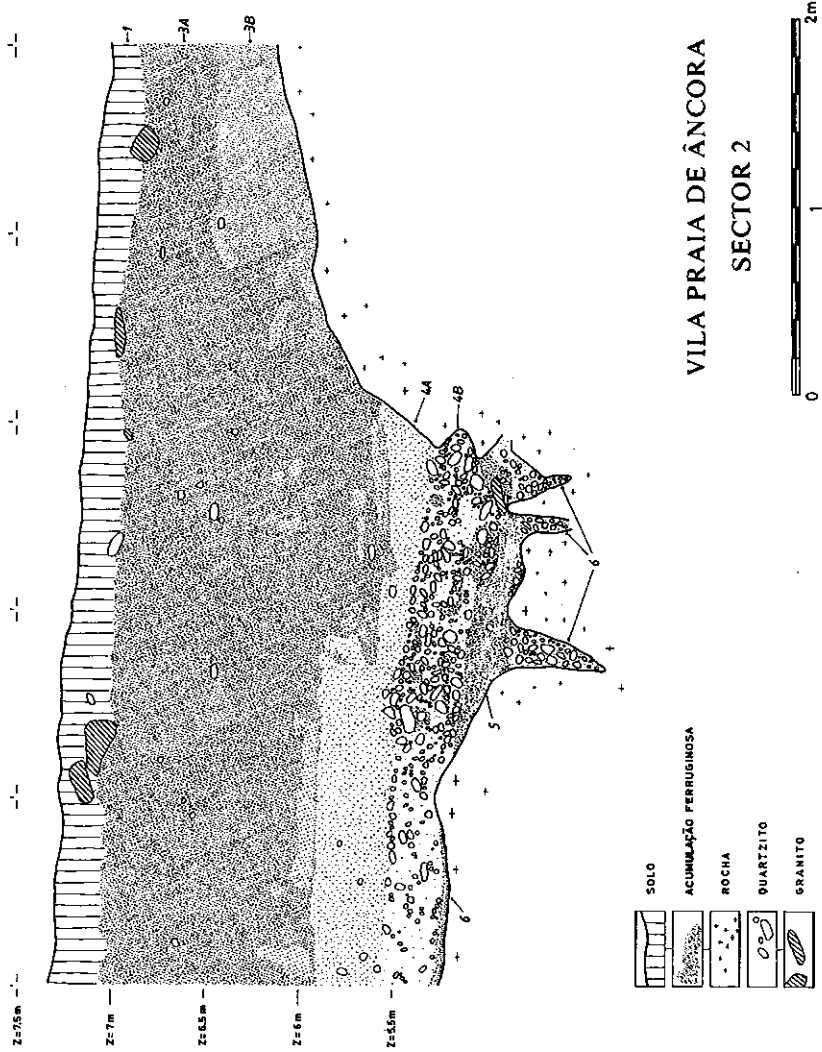 Z=7.5m
Z=7m
Z=6.5m
Z=6m
Z=5.5m
1
3A
3B
4A
4B
5
6
6
VILA PRAIA DE ÂNCORA
SECTOR 2
0 1 2m
SOLO
ACUMULAÇÃO FERRUGINOSA
ROCHA
QUARTZITO
GRANITO